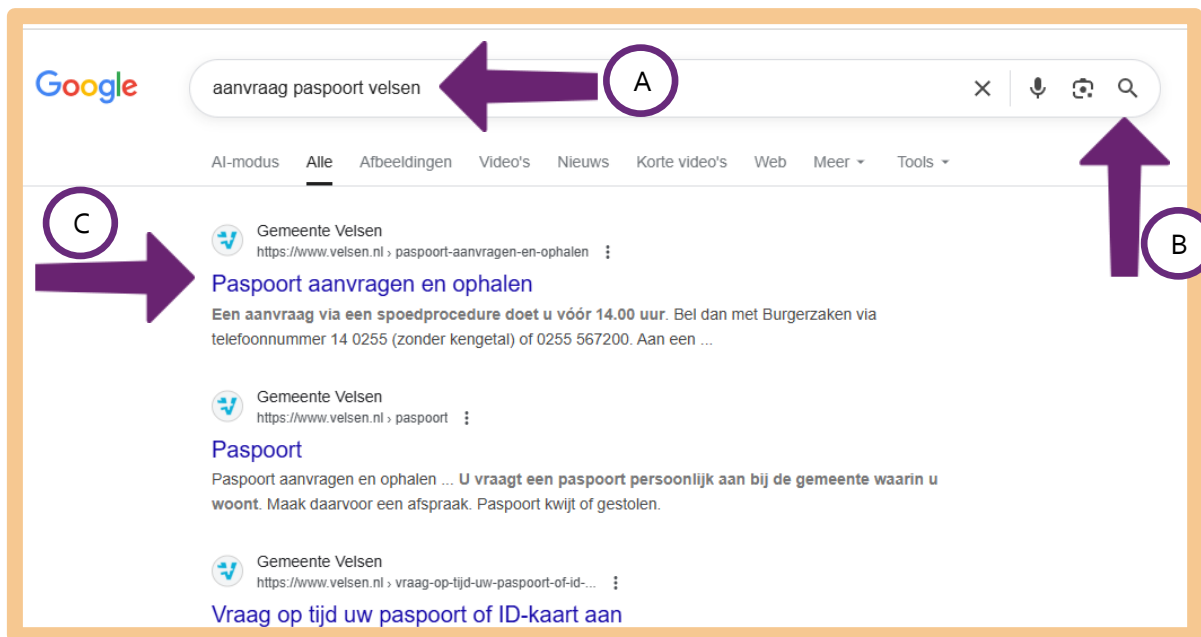 Google
aanvraag paspoort velsen
A
AI-modus Alle Afbeeldingen Video's Nieuws Korte video's Web Meer Tools
C
B
Gemeente Velsen
https://www.velsen.nl › paspoort-aanvragen-en-ophalen
Paspoort aanvragen en ophalen
Een aanvraag via een spoedprocedure doet u vóór 14.00 uur. Bel dan met Burgerzaken via
telefoonnummer 14 0255 (zonder kengetal) of 0255 567200. Aan een ...
Gemeente Velsen
https://www.velsen.nl › paspoort
Paspoort
Paspoort aanvragen en ophalen ... U vraagt een paspoort persoonlijk aan bij de gemeente waarin u
woont. Maak daarvoor een afspraak. Paspoort kwijt of gestolen.
Gemeente Velsen
https://www.velsen.nl › vraag-op-tijd-uw-paspoort-of-id-...
Vraag op tijd uw paspoort of ID-kaart aan